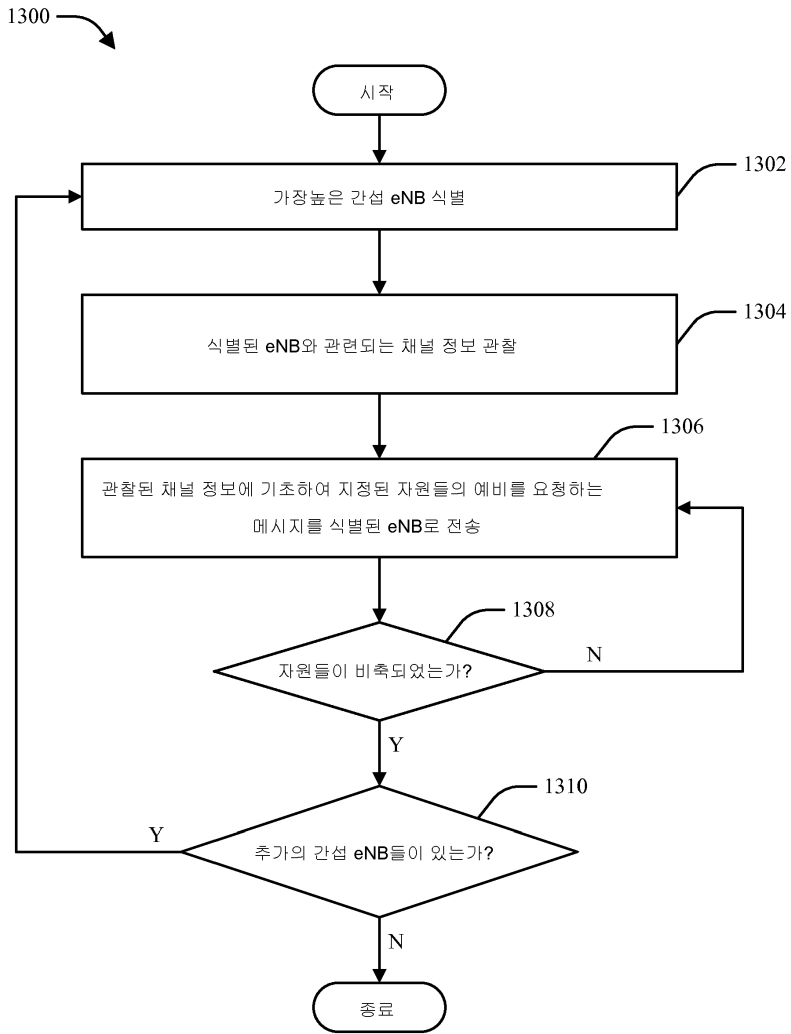 1300
시작
1302
가장높은 간섭 eNB 식별
1304
식별된 eNB와 관련되는 채널 정보 관찰
1306
관찰된 채널 정보에 기초하여 지정된 자원들의 예비를 요청하는
메시지를 식별된 eNB로 전송
1308
자원들이 비축되었는가?
N
Y
1310
추가의 간섭 eNB들이 있는가?
Y
N
종료